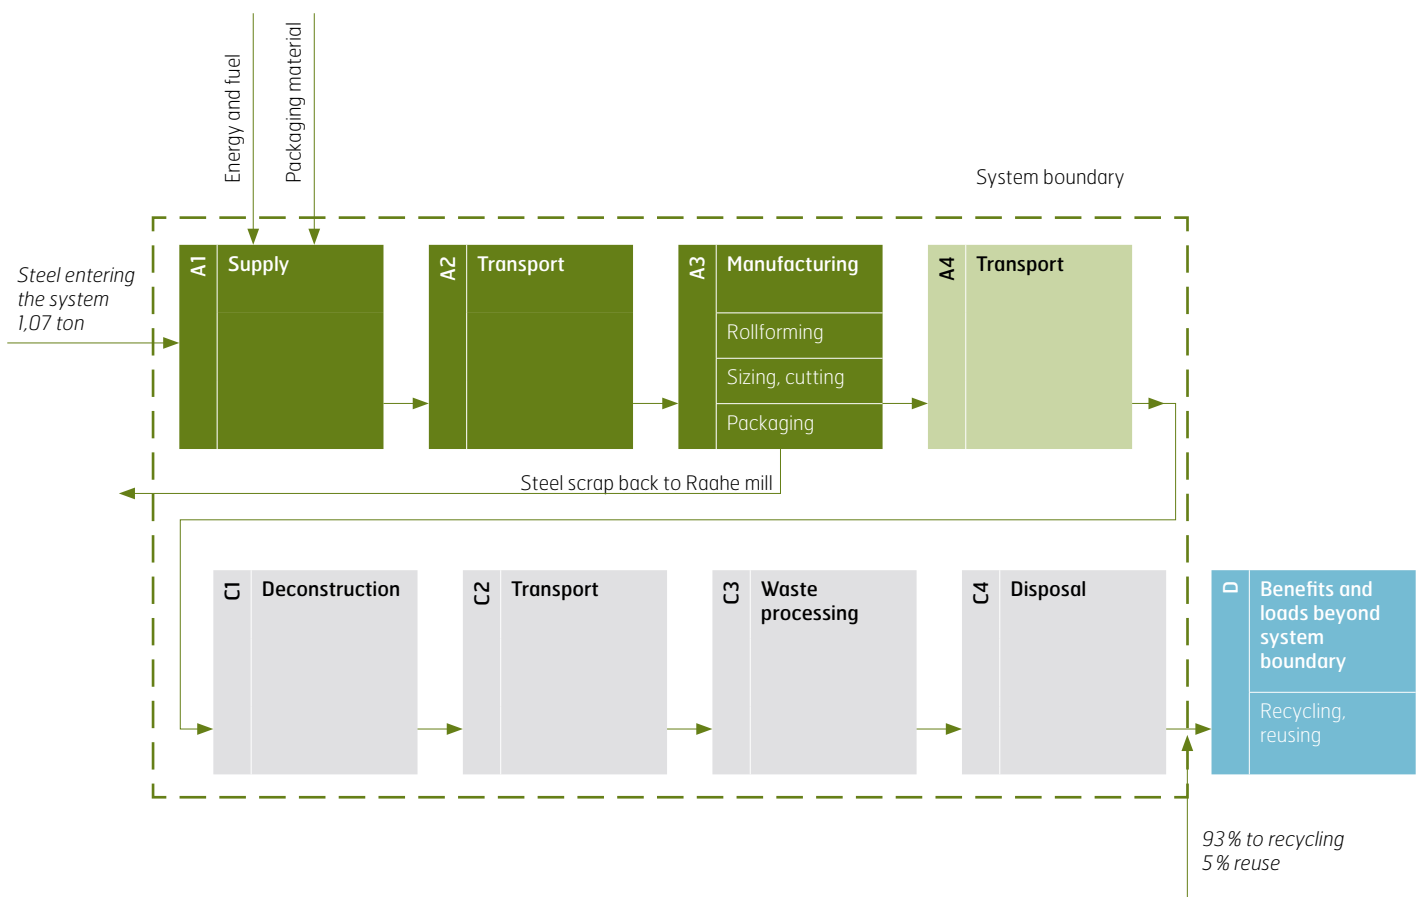 Energy and fuel
Packaging material
System boundary
Steel entering
the system
1,07 ton
A1
Supply
A2
Transport
A3
Manufacturing
Rollforming
Sizing, cutting
Packaging
A4
Transport
Steel scrap back to Raahe mill
C1
Deconstruction
C2
Transport
C3
Waste
processing
C4
Disposal
D
Benefits and
loads beyond
system
boundary
Recycling,
reusing
93% to recycling
5% reuse